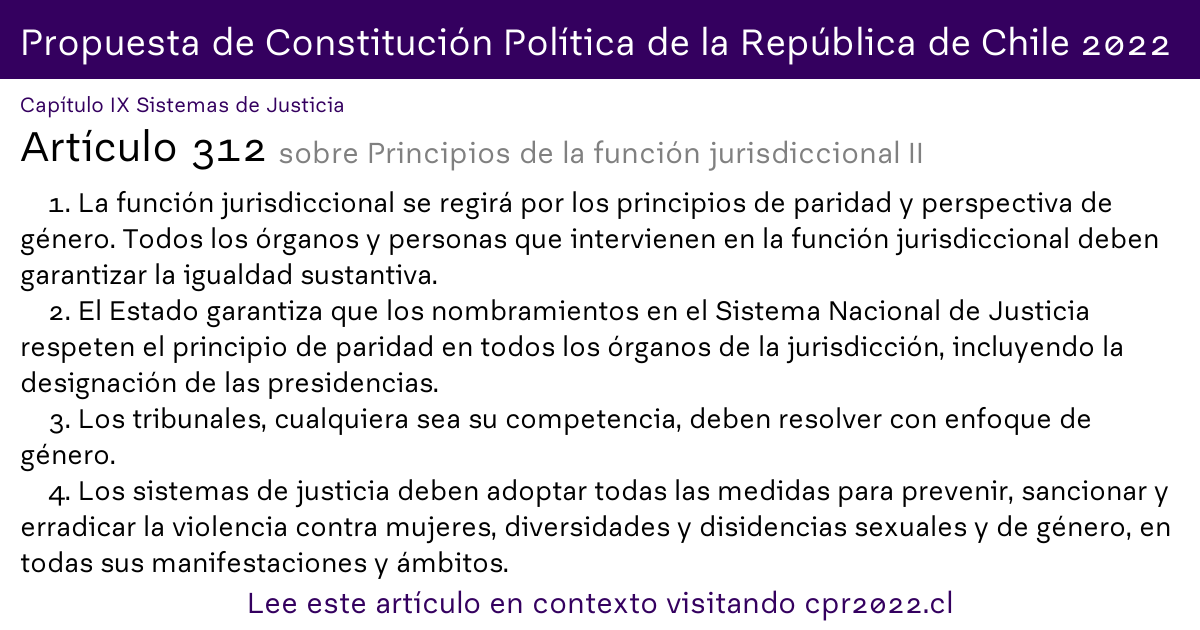 Propuesta de Constitución Política de la República de Chile 2022
Capítulo IX Sistemas de Justicia
Artículo 312 sobre Principios de la función jurisdiccional II
1. La función jurisdiccional se regirá por los principios de paridad y perspectiva de
género. Todos los órganos y personas que intervienen en la función jurisdiccional deben
garantizar la igualdad sustantiva.
2. El Estado garantiza que los nombramientos en el Sistema Nacional de Justicia
respeten el principio de paridad en todos los órganos de la jurisdicción, incluyendo la
designación de las presidencias.
3. Los tribunales, cualquiera sea su competencia, deben resolver con enfoque de
género.
4. Los sistemas de justicia deben adoptar todas las medidas para prevenir, sancionar y
erradicar la violencia contra mujeres, diversidades y disidencias sexuales y de género, en
todas sus manifestaciones y ámbitos.
Lee este artículo en contexto visitando cpr2022.cl